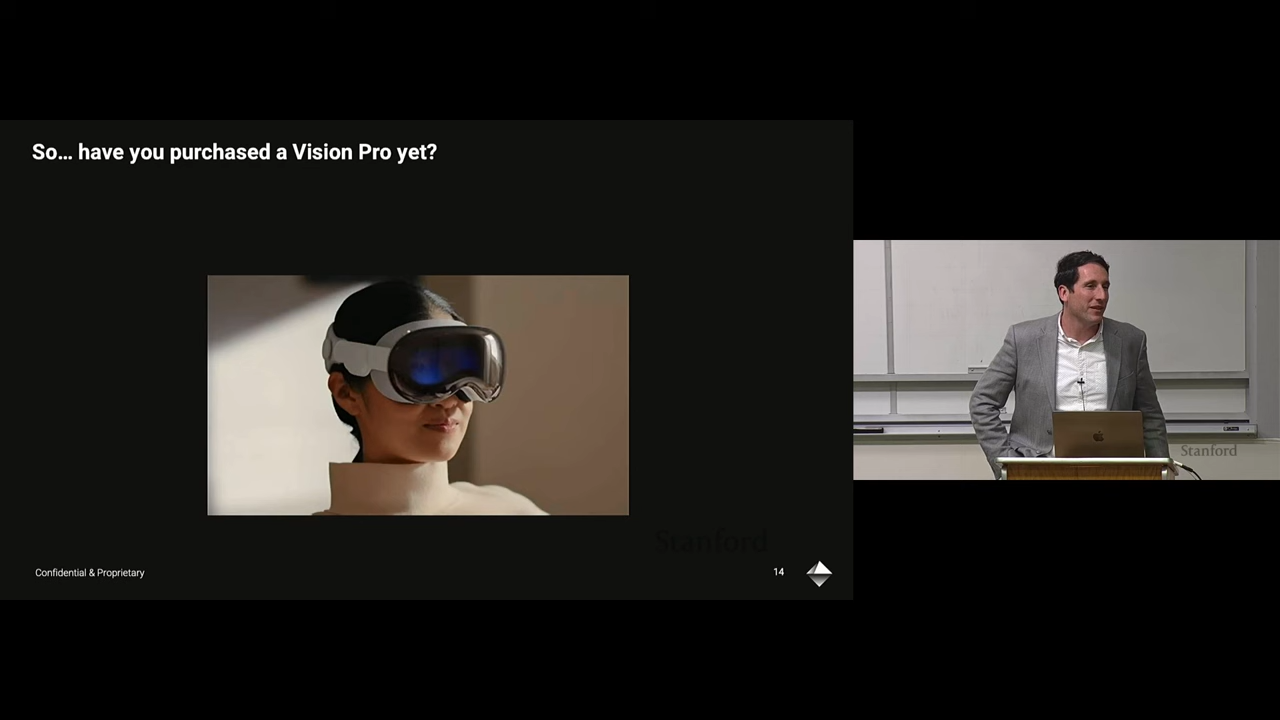 So… have you purchased a Vision Pro yet?
Stanford
Confidential & Proprietary
14
Stanford